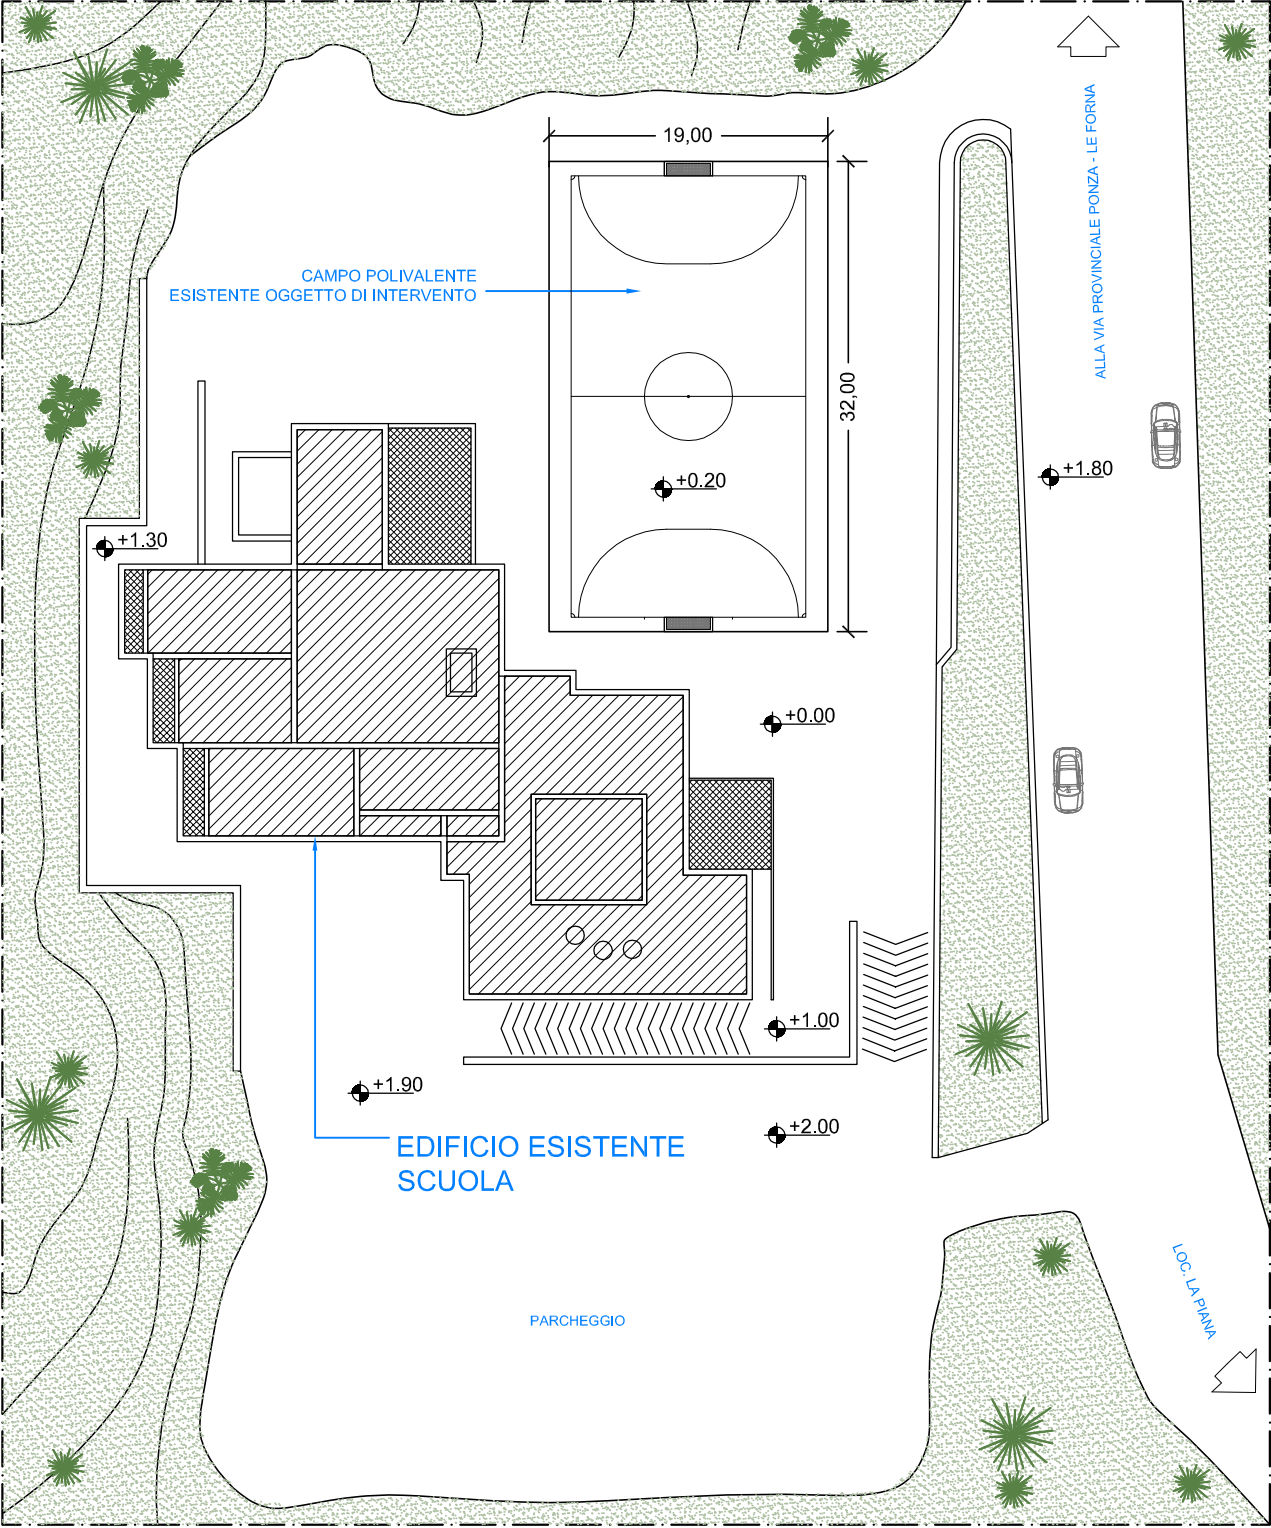 19,00
ALLA VIA PROVINCIALE PONZA - LE FORNA
CAMPO POLIVALENTE
ESISTENTE OGGETTO DI INTERVENTO
32,00
+0.20
+1.80
+1.30
+0.00
+1.00
+1.90
+2.00
EDIFICIO ESISTENTE
SCUOLA
LOC. LA PIANA
PARCHEGGIO